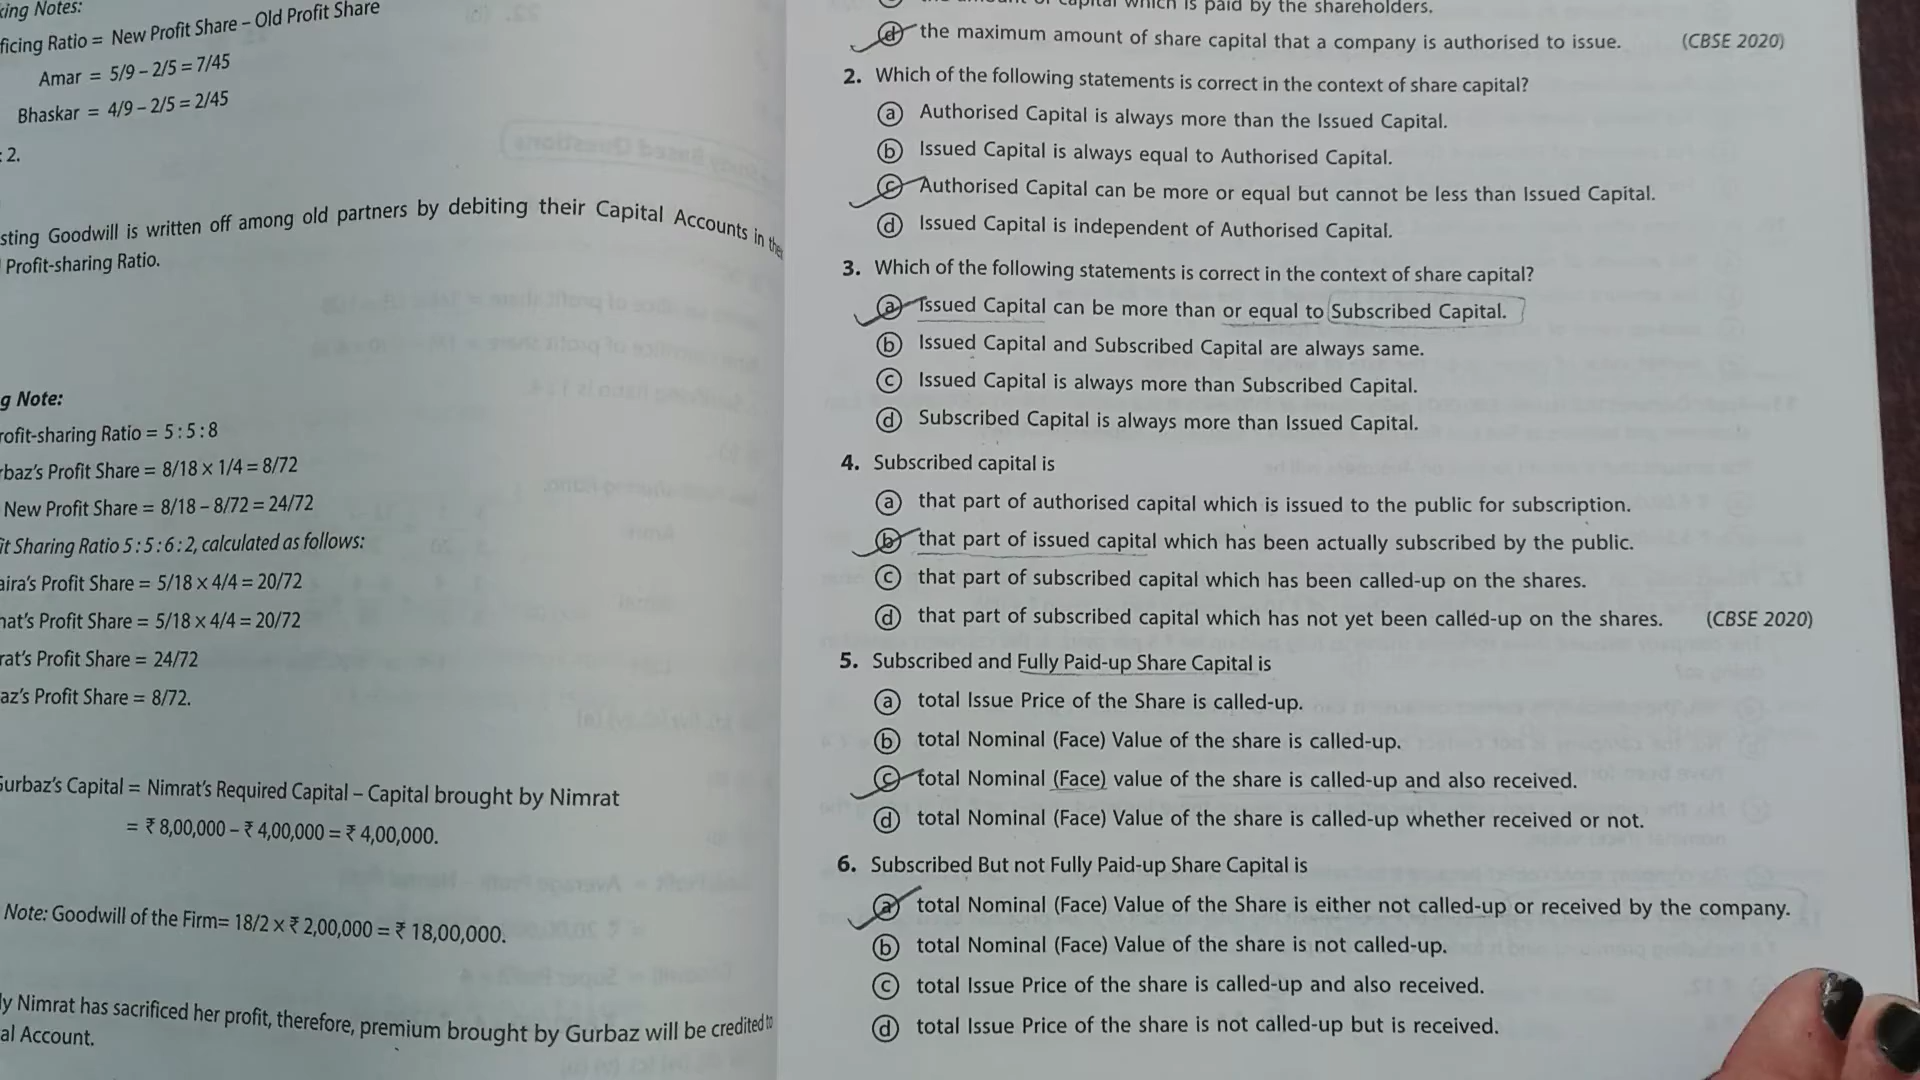 king Notes:
ficing Ratio = New Profit Share – Old Profit Share
Amar = 5/9 – 2/5 = 7/45
Bhaskar = 4/9 – 2/5 = 2/45
: 2.
sting Goodwill is written off among old partners by debiting their Capital Accounts in their
Profit-sharing Ratio.
g Note:
rofit-sharing Ratio = 5 : 5 : 8
rbaz's Profit Share = 8/18 × 1/4 = 8/72
New Profit Share = 8/18 – 8/72 = 24/72
it Sharing Ratio 5 : 5 : 6 : 2, calculated as follows:
aira's Profit Share = 5/18 × 4/4 = 20/72
nat's Profit Share = 5/18 × 4/4 = 20/72
rat's Profit Share = 24/72
az's Profit Share = 8/72.
Gurbaz's Capital = Nimrat's Required Capital – Capital brought by Nimrat
= ₹ 8,00,000 – ₹ 4,00,000 = ₹ 4,00,000.
Note: Goodwill of the Firm= 18/2 × ₹ 2,00,000 = ₹ 18,00,000.
ly Nimrat has sacrificed her profit, therefore, premium brought by Gurbaz will be credited to
al Account.
capital which is paid by the shareholders.
(d) the maximum amount of share capital that a company is authorised to issue. (CBSE 2020)
2. Which of the following statements is correct in the context of share capital?
(a) Authorised Capital is always more than the Issued Capital.
(b) Issued Capital is always equal to Authorised Capital.
(c) Authorised Capital can be more or equal but cannot be less than Issued Capital.
(d) Issued Capital is independent of Authorised Capital.
3. Which of the following statements is correct in the context of share capital?
(a) Issued Capital can be more than or equal to Subscribed Capital.
(b) Issued Capital and Subscribed Capital are always same.
(c) Issued Capital is always more than Subscribed Capital.
(d) Subscribed Capital is always more than Issued Capital.
4. Subscribed capital is
(a) that part of authorised capital which is issued to the public for subscription.
(b) that part of issued capital which has been actually subscribed by the public.
(c) that part of subscribed capital which has been called-up on the shares.
(d) that part of subscribed capital which has not yet been called-up on the shares. (CBSE 2020)
5. Subscribed and Fully Paid-up Share Capital is
(a) total Issue Price of the Share is called-up.
(b) total Nominal (Face) Value of the share is called-up.
(c) total Nominal (Face) value of the share is called-up and also received.
(d) total Nominal (Face) Value of the share is called-up whether received or not.
6. Subscribed But not Fully Paid-up Share Capital is
(a) total Nominal (Face) Value of the Share is either not called-up or received by the company.
(b) total Nominal (Face) Value of the share is not called-up.
(c) total Issue Price of the share is called-up and also received.
(d) total Issue Price of the share is not called-up but is received.